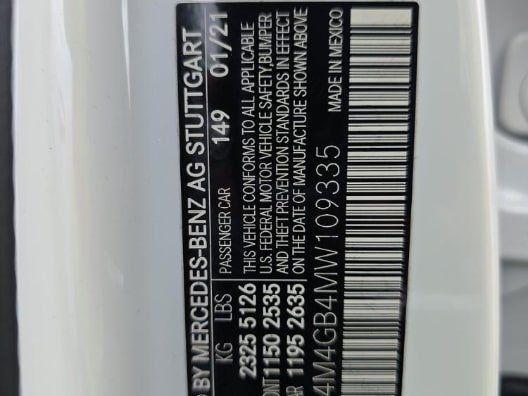 BY MERCEDES-BENZ AG STUTTGART
KG LBS PASSENGER CAR 149 01/21
2325 5126
1150 2535
1195 2635
THIS VEHICLE CONFORMS TO ALL APPLICABLE
U.S. FEDERAL MOTOR VEHICLE SAFETY,BUMPER
AND THEFT PREVENTION STANDARDS IN EFFECT
ON THE DATE OF MANUFACTURE SHOWN ABOVE
4M4GB4MW109335 MADE IN MEXICO